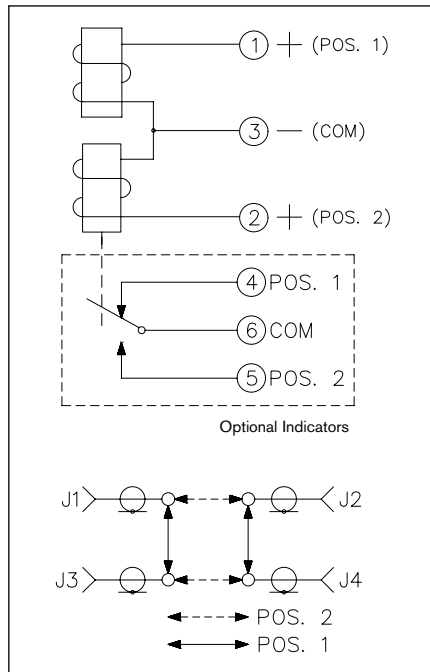 1 + (POS. 1)
3 — (COM)
2 + (POS. 2)
4 POS. 1
6 COM
5 POS. 2
Optional Indicators
J1 J2
J3 J4
POS. 2
POS. 1